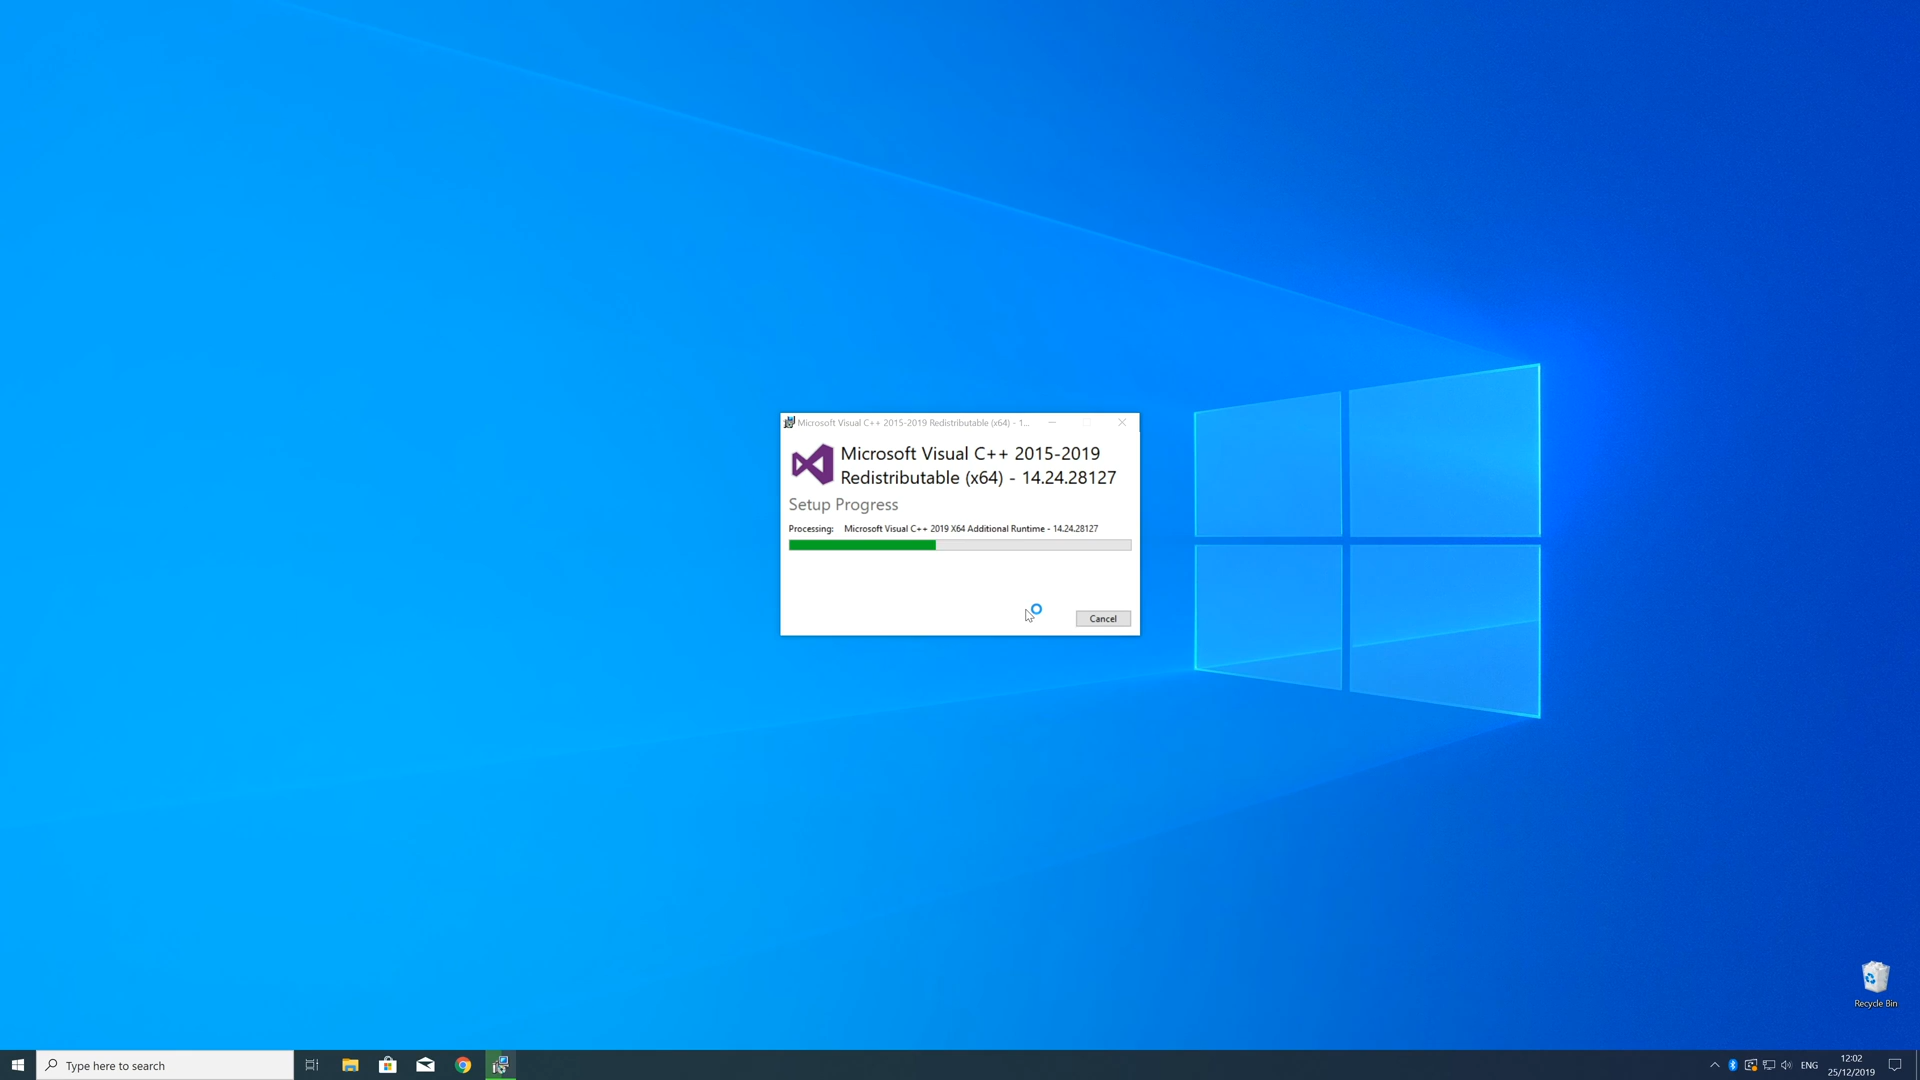 Microsoft Visual C++ 2015-2019 Redistributable (x64) - 1...
Microsoft Visual C++ 2015-2019
Redistributable (x64) - 14.24.28127
Setup Progress
Processing: Microsoft Visual C++ 2019 X64 Additional Runtime - 14.24.28127
Cancel
Recycle Bin
Type here to search
ENG
12:02
25/12/2019